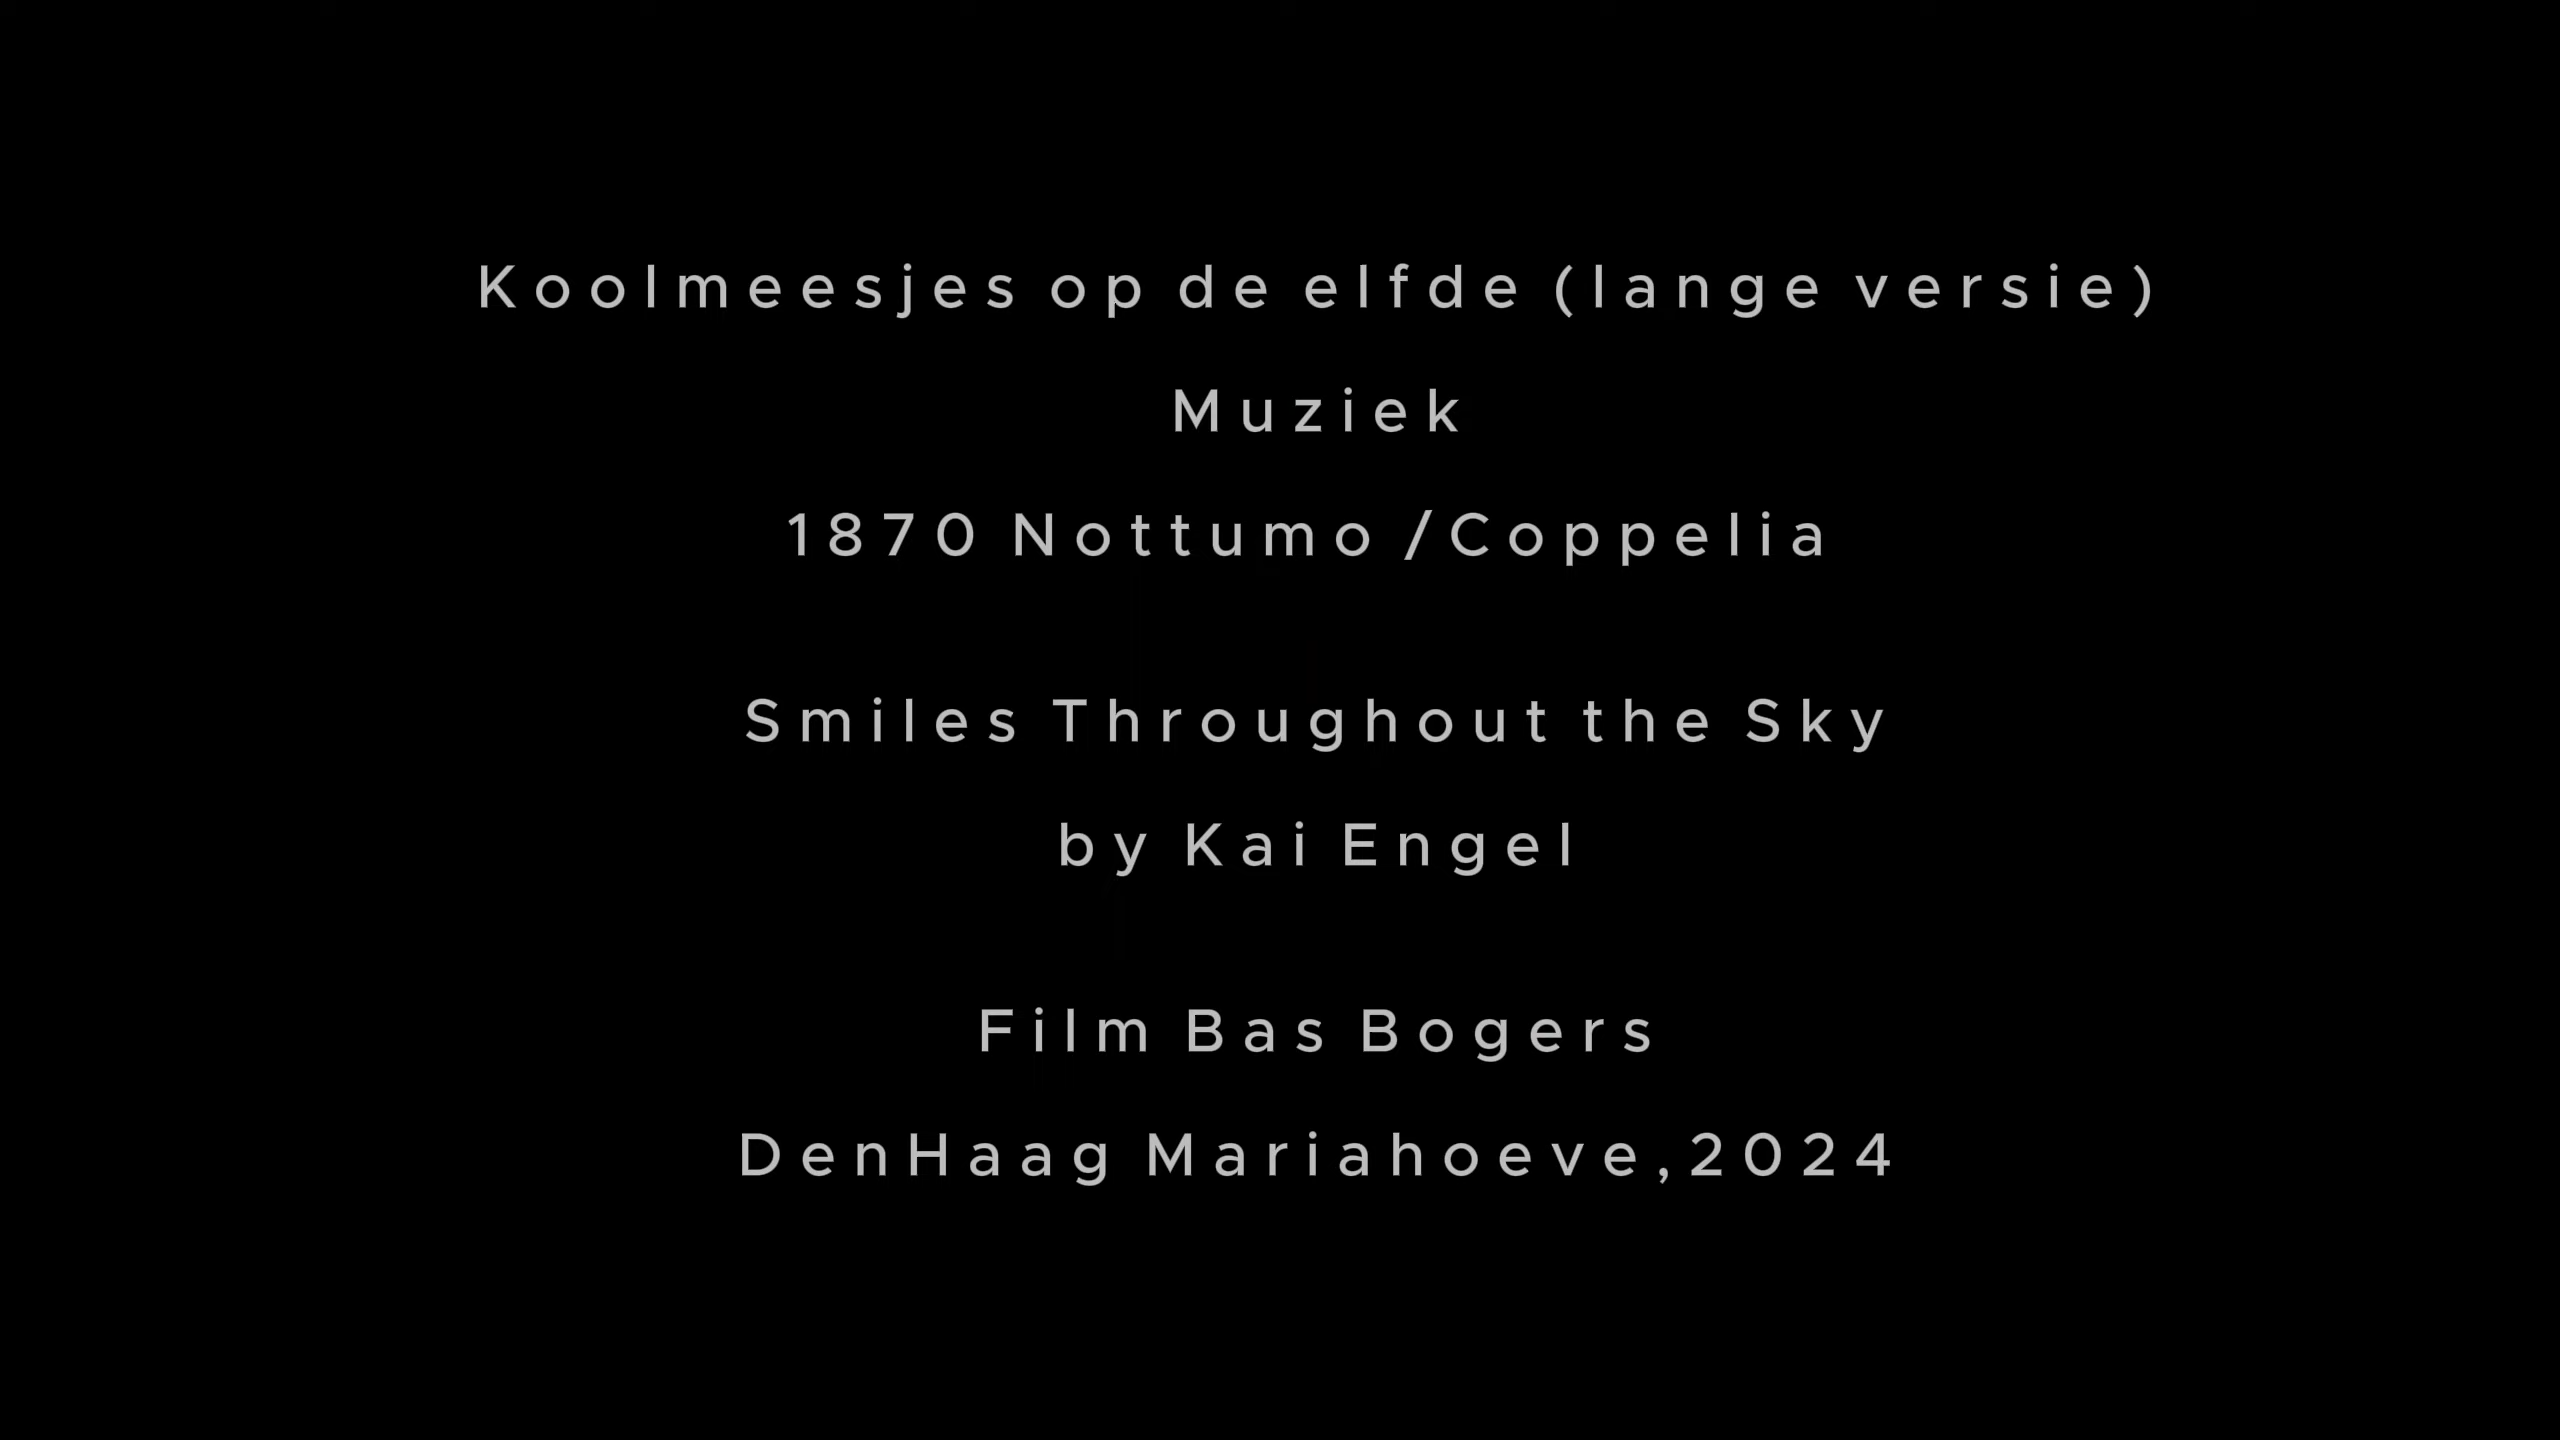 Koolmeesjes op de elfde (lange versie)
Muziek
1870 Nottumo /Coppelia
Smiles Throughout the Sky
by Kai Engel
Film Bas Bogers
DenHaag Mariahoeve,2024